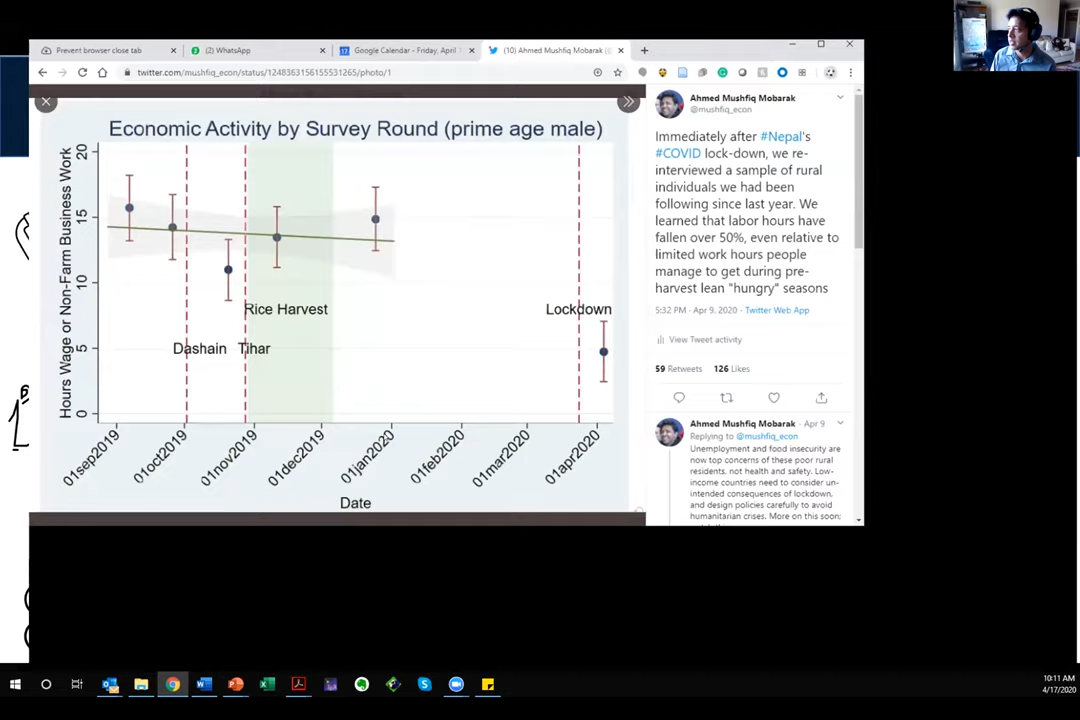 Prevent browser close tab
(2) WhatsApp
Google Calendar - Friday, April
(10) Ahmed Mushfiq Mobarak
twitter.com/mushfiq_econ/status/1248363156155531265/photo/1
Economic Activity by Survey Round (prime age male)
Hours Wage or Non-Farm Business Work
20
15
10
5
0
Rice Harvest
Lockdown
Dashain
Tihar
01sep2019
01oct2019
01nov2019
01dec2019
01jan2020
01feb2020
01mar2020
01apr2020
Date
Ahmed Mushfiq Mobarak
@mushfiq_econ
Immediately after #Nepal's
#COVID lock-down, we re-
interviewed a sample of rural
individuals we had been
following since last year. We
learned that labor hours have
fallen over 50%, even relative to
limited work hours people
manage to get during pre-
harvest lean "hungry" seasons
5:32 PM · Apr 9, 2020 · Twitter Web App
View Tweet activity
59 Retweets 126 Likes
Ahmed Mushfiq Mobarak · Apr 9
Replying to @mushfiq_econ
Unemployment and food insecurity are
now top concerns of these poor rural
residents, not health and safety. Low-
income countries need to consider un-
intended consequences of lockdown,
and design policies carefully to avoid
humanitarian crises. More on this soon:
10:11 AM
4/17/2020